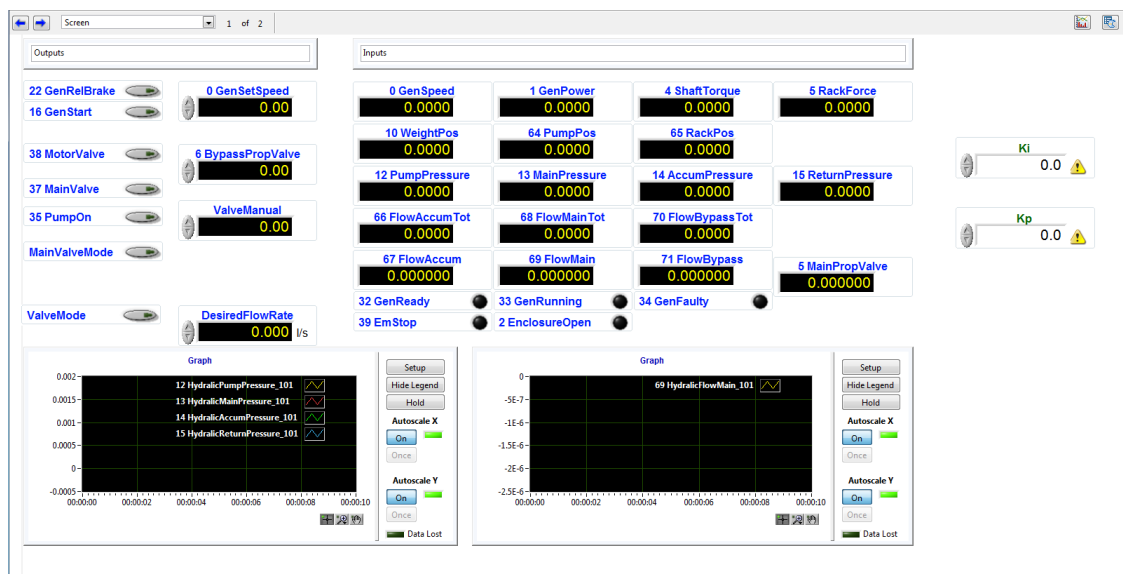 Screen 1 of 2
Outputs
Inputs
22 GenRelBrake
16 GenStart
0 GenSetSpeed
0.00
0 GenSpeed
0.0000
1 GenPower
0.0000
4 ShaftTorque
0.0000
5 RackForce
0.0000
10 WeightPos
0.0000
64 PumpPos
0.0000
65 RackPos
0.0000
38 MotorValve
6 BypassPropValve
0.00
37 MainValve
12 PumpPressure
0.0000
13 MainPressure
0.0000
14 AccumPressure
0.0000
15 ReturnPressure
0.0000
Ki
0.0
35 PumpOn
ValveManual
0.00
66 FlowAccumTot
0.0000
68 FlowMainTot
0.0000
70 FlowBypassTot
0.0000
Kp
0.0
MainValveMode
67 FlowAccum
0.000000
69 FlowMain
0.000000
71 FlowBypass
0.000000
5 MainPropValve
0.000000
32 GenReady
33 GenRunning
34 GenFaulty
39 EmStop
2 EnclosureOpen
ValveMode
DesiredFlowRate
0.000 l/s
Graph
0.002
0.0015
0.001
0.0005
0
-0.0005
12 HydralicPumpPressure_101
13 HydralicMainPressure_101
14 HydralicAccumPressure_101
15 HydralicReturnPressure_101
00:00:00 00:00:02 00:00:04 00:00:06 00:00:08 00:00:10
Setup
Hide Legend
Hold
Autoscale X
On
Once
Autoscale Y
On
Once
Data Lost
Graph
0
-5E-7
-1E-6
-1.5E-6
-2E-6
-2.5E-6
69 HydralicFlowMain_101
00:00:00 00:00:02 00:00:04 00:00:06 00:00:08 00:00:10
Setup
Hide Legend
Hold
Autoscale X
On
Once
Autoscale Y
On
Once
Data Lost